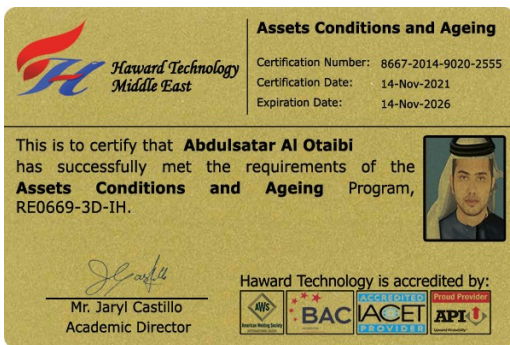 Haward Technology
Middle East
Assets Conditions and Ageing
Certification Number: 8667-2014-9020-2555
Certification Date: 14-Nov-2021
Expiration Date: 14-Nov-2026
This is to certify that Abdulsatar Al Otaibi
has successfully met the requirements of the
Assets Conditions and Ageing Program,
RE0669-3D-IH.
Mr. Jaryl Castillo
Academic Director
Haward Technology is accredited by:
AWS
American Welding Society
BAC
ACCREDITED
IACET
PROVIDER
Proud Provider
API